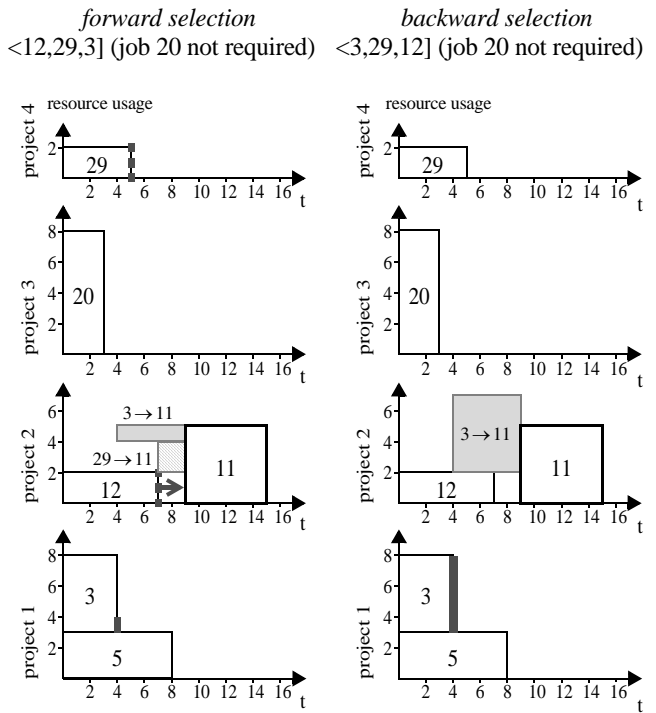 forward selection backward selection
<12,29,3] (job 20 not required) <3,29,12] (job 20 not required)
resource usage resource usage
project 4 2 29 2 4 6 8 10 12 14 16 t
project 4 2 29 2 4 6 8 10 12 14 16 t
project 3 8 6 4 2 20 2 4 6 8 10 12 14 16 t
project 3 8 6 4 2 20 2 4 6 8 10 12 14 16 t
project 2 6 4 2 3→11 29→11 12 11 2 4 6 8 10 12 14 16 t
project 2 6 4 2 3→11 12 11 2 4 6 8 10 12 14 16 t
project 1 8 6 4 2 3 5 2 4 6 8 10 12 14 16 t
project 1 8 6 4 2 3 5 2 4 6 8 10 12 14 16 t